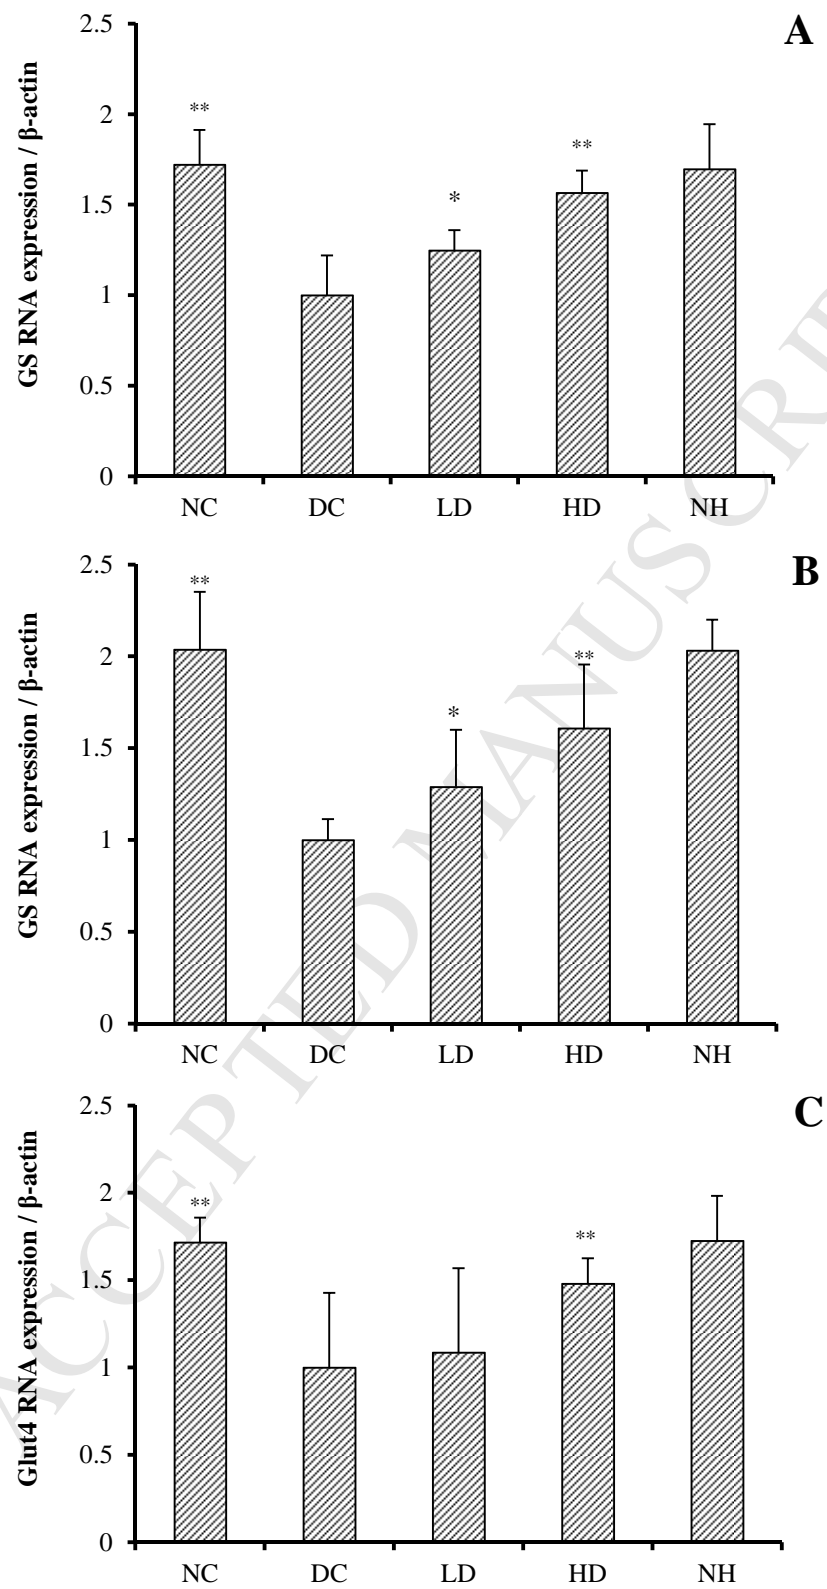 A
GS RNA expression / β-actin
2.5
2
1.5
1
0.5
0
**
*
**
NC DC LD HD NH
B
GS RNA expression / β-actin
2.5
2
1.5
1
0.5
0
**
*
**
NC DC LD HD NH
C
Glut4 RNA expression / β-actin
2.5
2
1.5
1
0.5
0
**
**
NC DC LD HD NH
ACCEPTED MANUSCRIPT